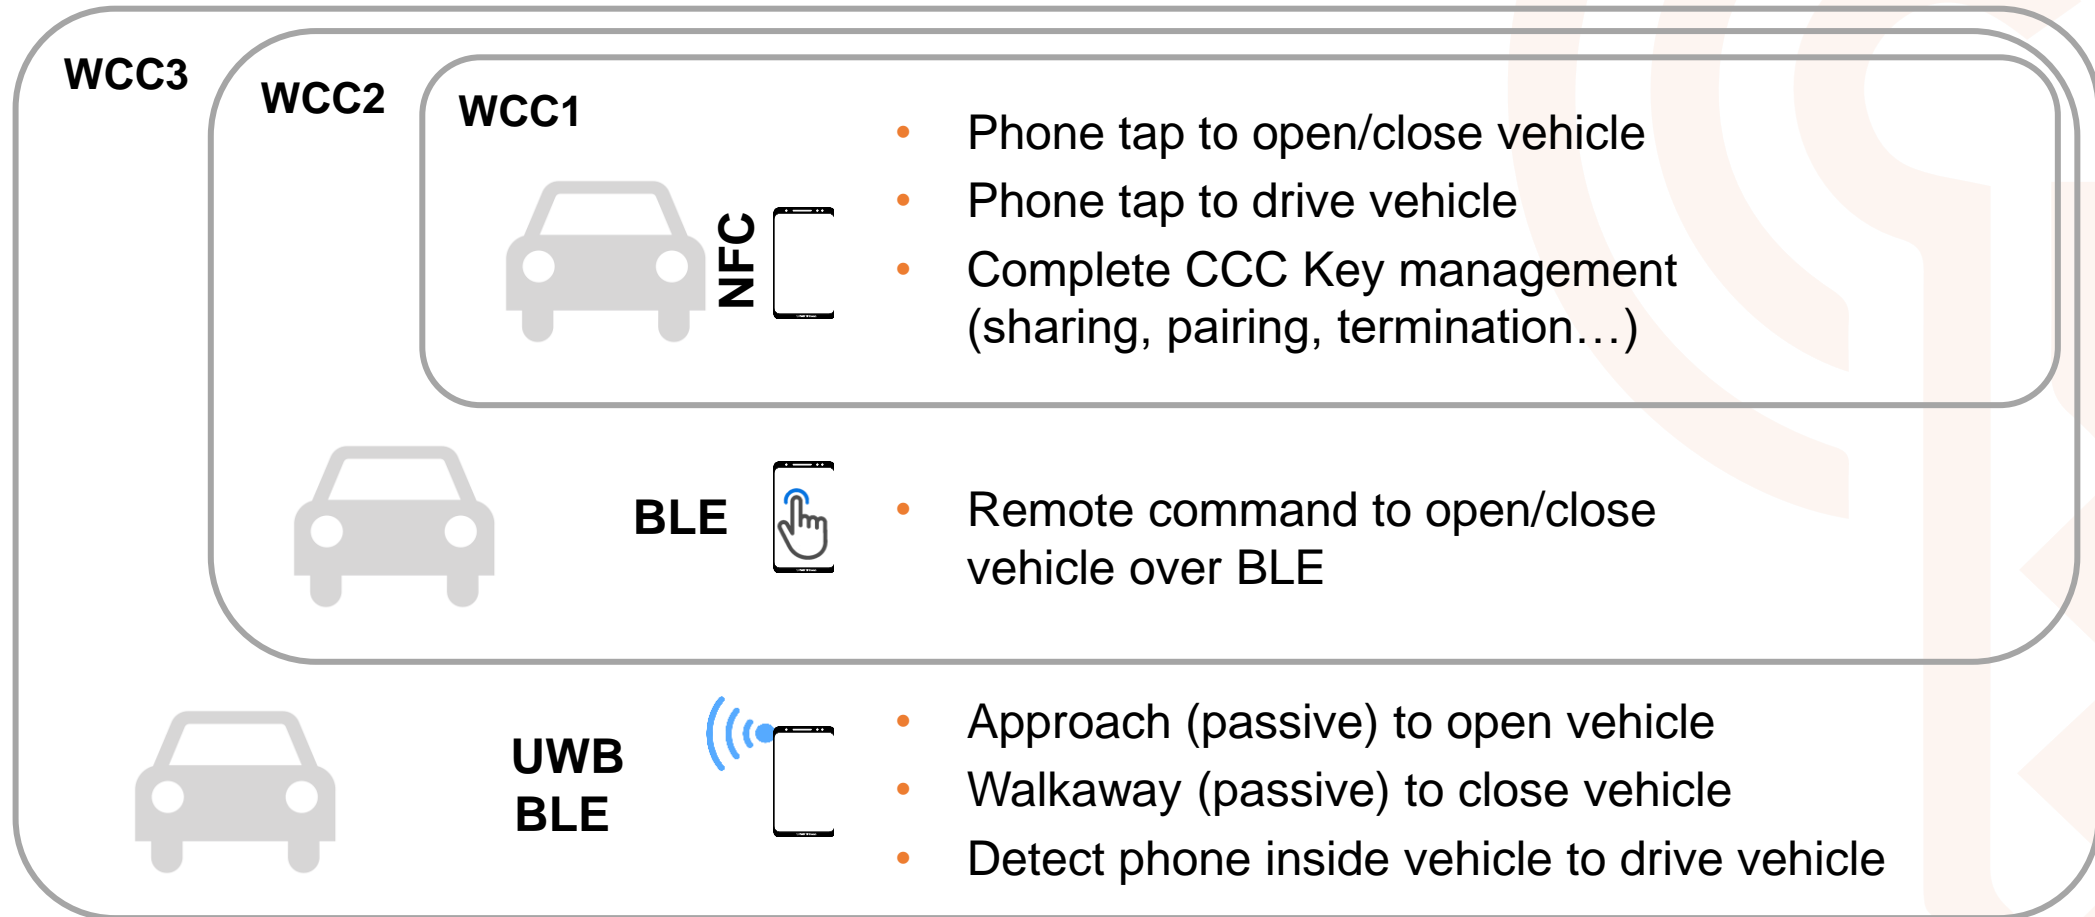 WCC3
WCC2
WCC1
NFC
• Phone tap to open/close vehicle
• Phone tap to drive vehicle
• Complete CCC Key management
(sharing, pairing, termination…)
BLE
• Remote command to open/close
vehicle over BLE
UWB
BLE
• Approach (passive) to open vehicle
• Walkaway (passive) to close vehicle
• Detect phone inside vehicle to drive vehicle